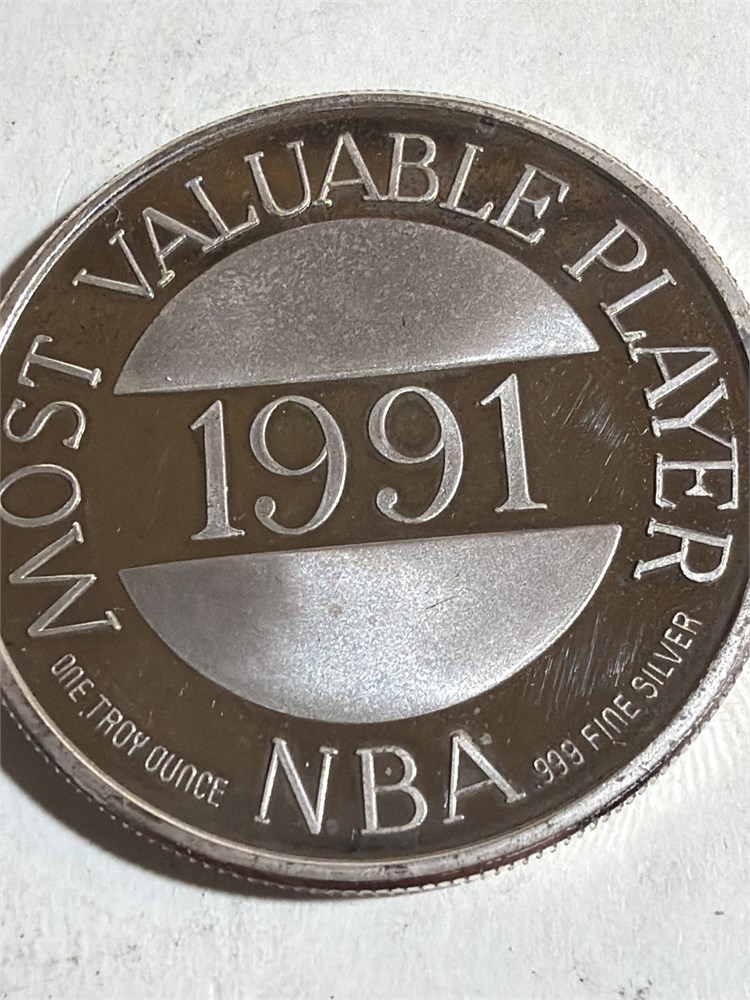 MOST VALUABLE PLAYER
1991
ONE TROY OUNCE
NBA
.999 FINE SILVER